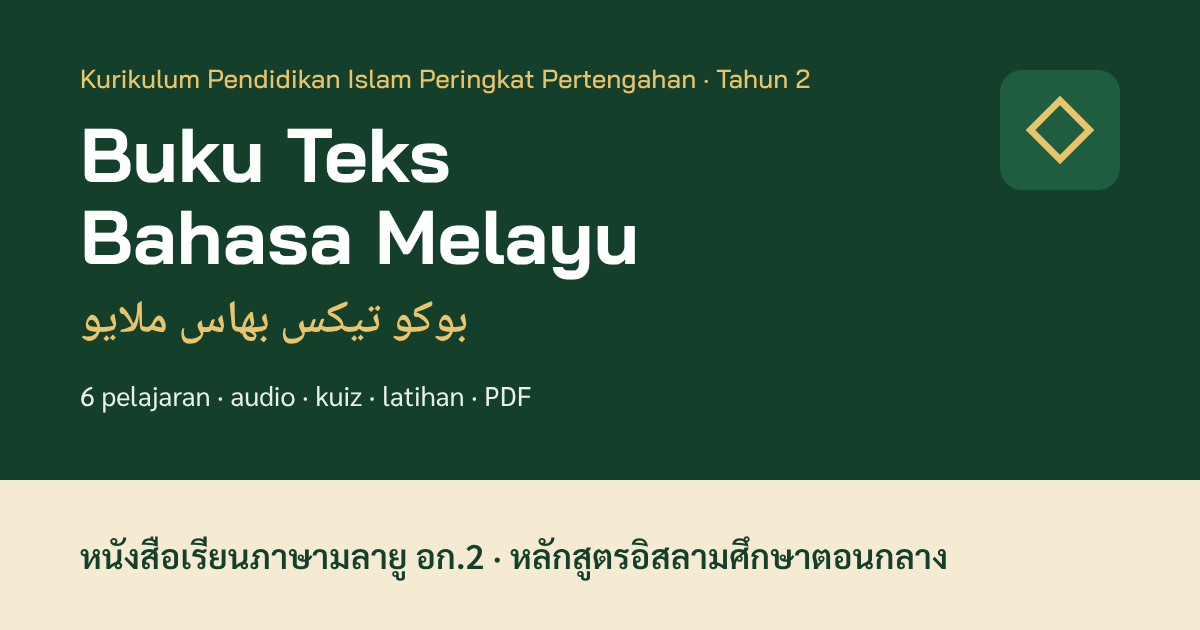 Kurikulum Pendidikan Islam Peringkat Pertengahan · Tahun 2
Buku Teks
Bahasa Melayu
بوكو تيكس بهاس ملايو
6 pelajaran · audio · kuiz · latihan · PDF
หนังสือเรียนภาษามลายู อก.2 · หลักสูตรอิสลามศึกษาตอนกลาง